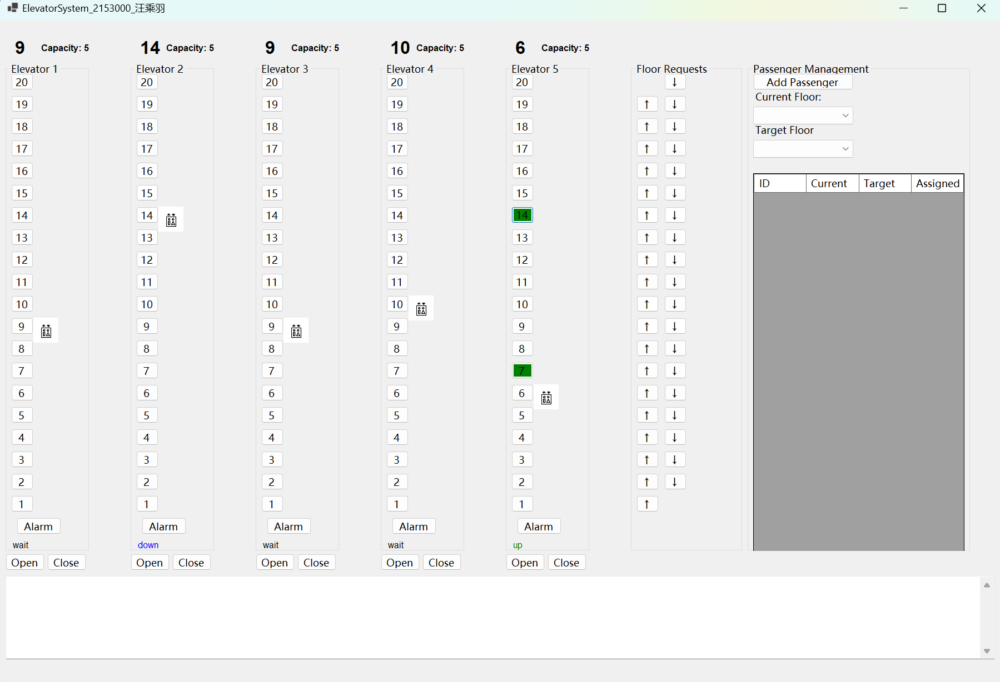 ElevatorSystem_2153000_汪乘羽
9 Capacity: 5 14 Capacity: 5 9 Capacity: 5 10 Capacity: 5 6 Capacity: 5
Elevator 1 Elevator 2 Elevator 3 Elevator 4 Elevator 5 Floor Requests Passenger Management
20 20 20 20 20 ↓ Add Passenger
Current Floor:
19 19 19 19 19 ↑ ↓
18 18 18 18 18 ↑ ↓
Target Floor
17 17 17 17 17 ↑ ↓
16 16 16 16 16 ↑ ↓
ID Current Target Assigned
15 15 15 15 15 ↑ ↓
14 14 14 14 14 ↑ ↓
13 13 13 13 13 ↑ ↓
12 12 12 12 12 ↑ ↓
11 11 11 11 11 ↑ ↓
10 10 10 10 10 ↑ ↓
9 9 9 9 9 ↑ ↓
8 8 8 8 8 ↑ ↓
7 7 7 7 7 ↑ ↓
6 6 6 6 6 ↑ ↓
5 5 5 5 5 ↑ ↓
4 4 4 4 4 ↑ ↓
3 3 3 3 3 ↑ ↓
2 2 2 2 2 ↑ ↓
1 1 1 1 1 ↑
Alarm Alarm Alarm Alarm Alarm
wait down wait wait up
Open Close Open Close Open Close Open Close Open Close